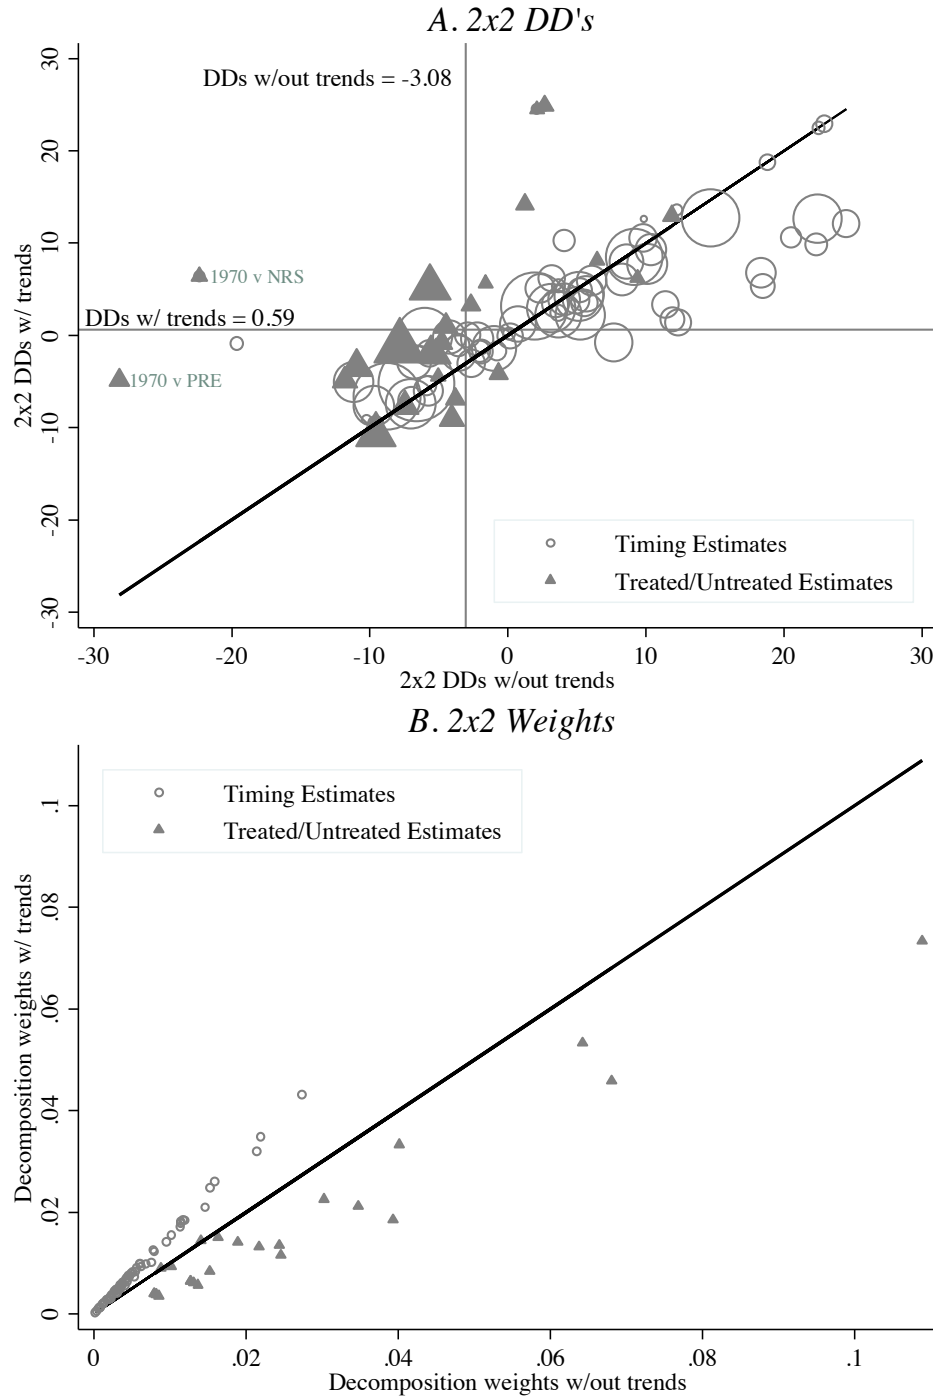 A. 2x2 DD's
30
DDs w/out trends = -3.08
20
10
1970 v NRS
DDs w/ trends = 0.59
0
1970 v PRE
-10
-20
Timing Estimates
Treated/Untreated Estimates
-30
2x2 DDs w/ trends
-30 -20 -10 0 10 20 30
2x2 DDs w/out trends
B. 2x2 Weights
Timing Estimates
Treated/Untreated Estimates
.1
.08
.06
.04
.02
0
Decomposition weights w/ trends
0 .02 .04 .06 .08 .1
Decomposition weights w/out trends